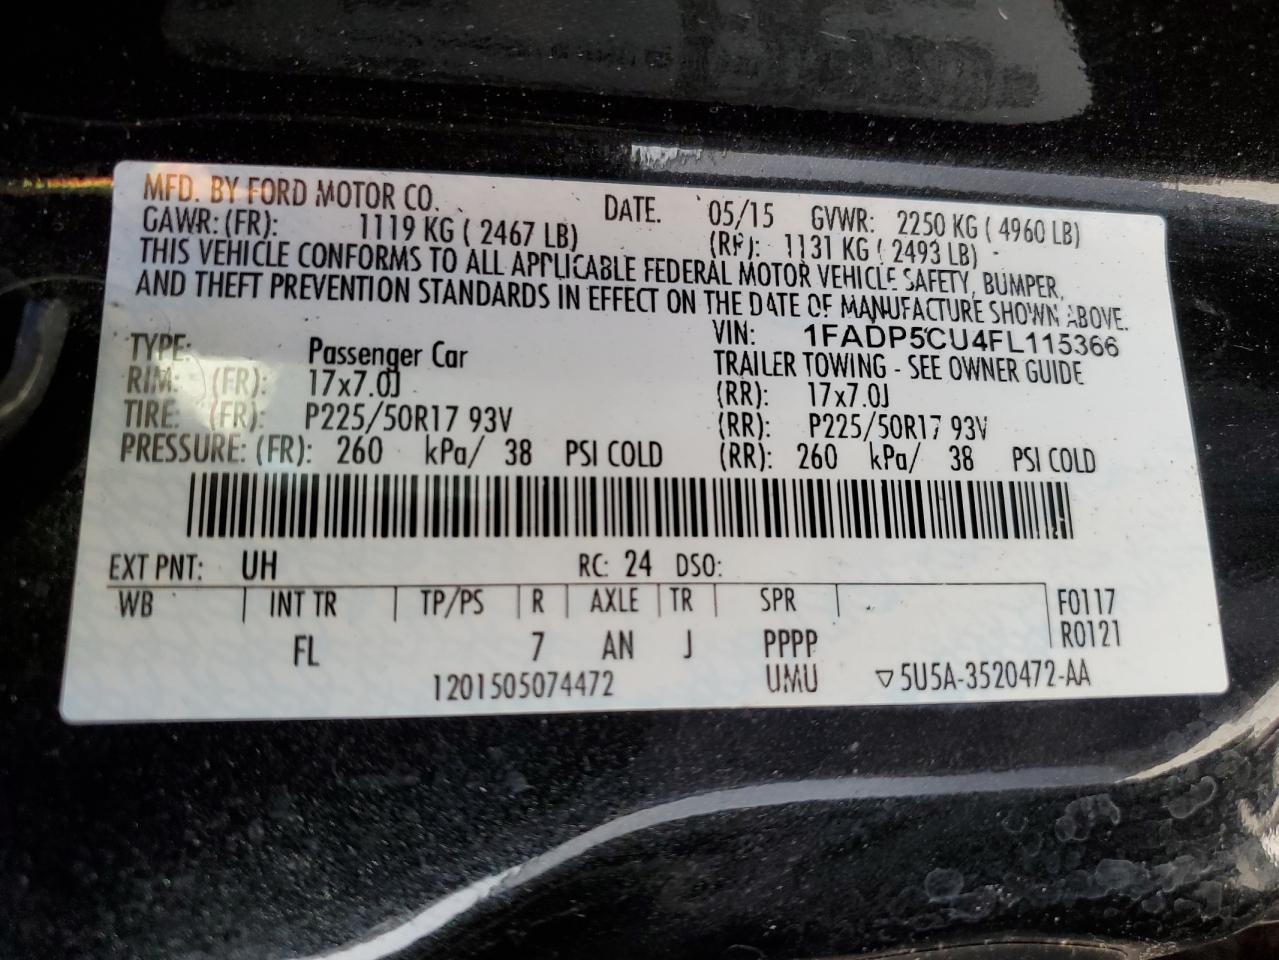 MFD. BY FORD MOTOR CO. DATE. 05/15 GVWR: 2250 KG ( 4960 LB)
GAWR: (FR): 1119 KG ( 2467 LB) (RR): 1131 KG ( 2493 LB)
THIS VEHICLE CONFORMS TO ALL APPLICABLE FEDERAL MOTOR VEHICLE SAFETY, BUMPER,
AND THEFT PREVENTION STANDARDS IN EFFECT ON THE DATE OF MANUFACTURE SHOWN ABOVE.
VIN: 1FADP5CU4FL115366
TYPE: Passenger Car TRAILER TOWING - SEE OWNER GUIDE
RIM: (FR): 17x7.0J (RR): 17x7.0J
TIRE: (FR): P225/50R17 93V (RR): P225/50R17 93V
PRESSURE: (FR): 260 kPa/ 38 PSI COLD (RR): 260 kPa/ 38 PSI COLD
EXT PNT: UH RC: 24 DSO:
WB INT TR TP/PS R AXLE TR SPR F0117
FL 7 AN J PPPP R0121
1201505074472 UMU ▽5U5A-3520472-AA